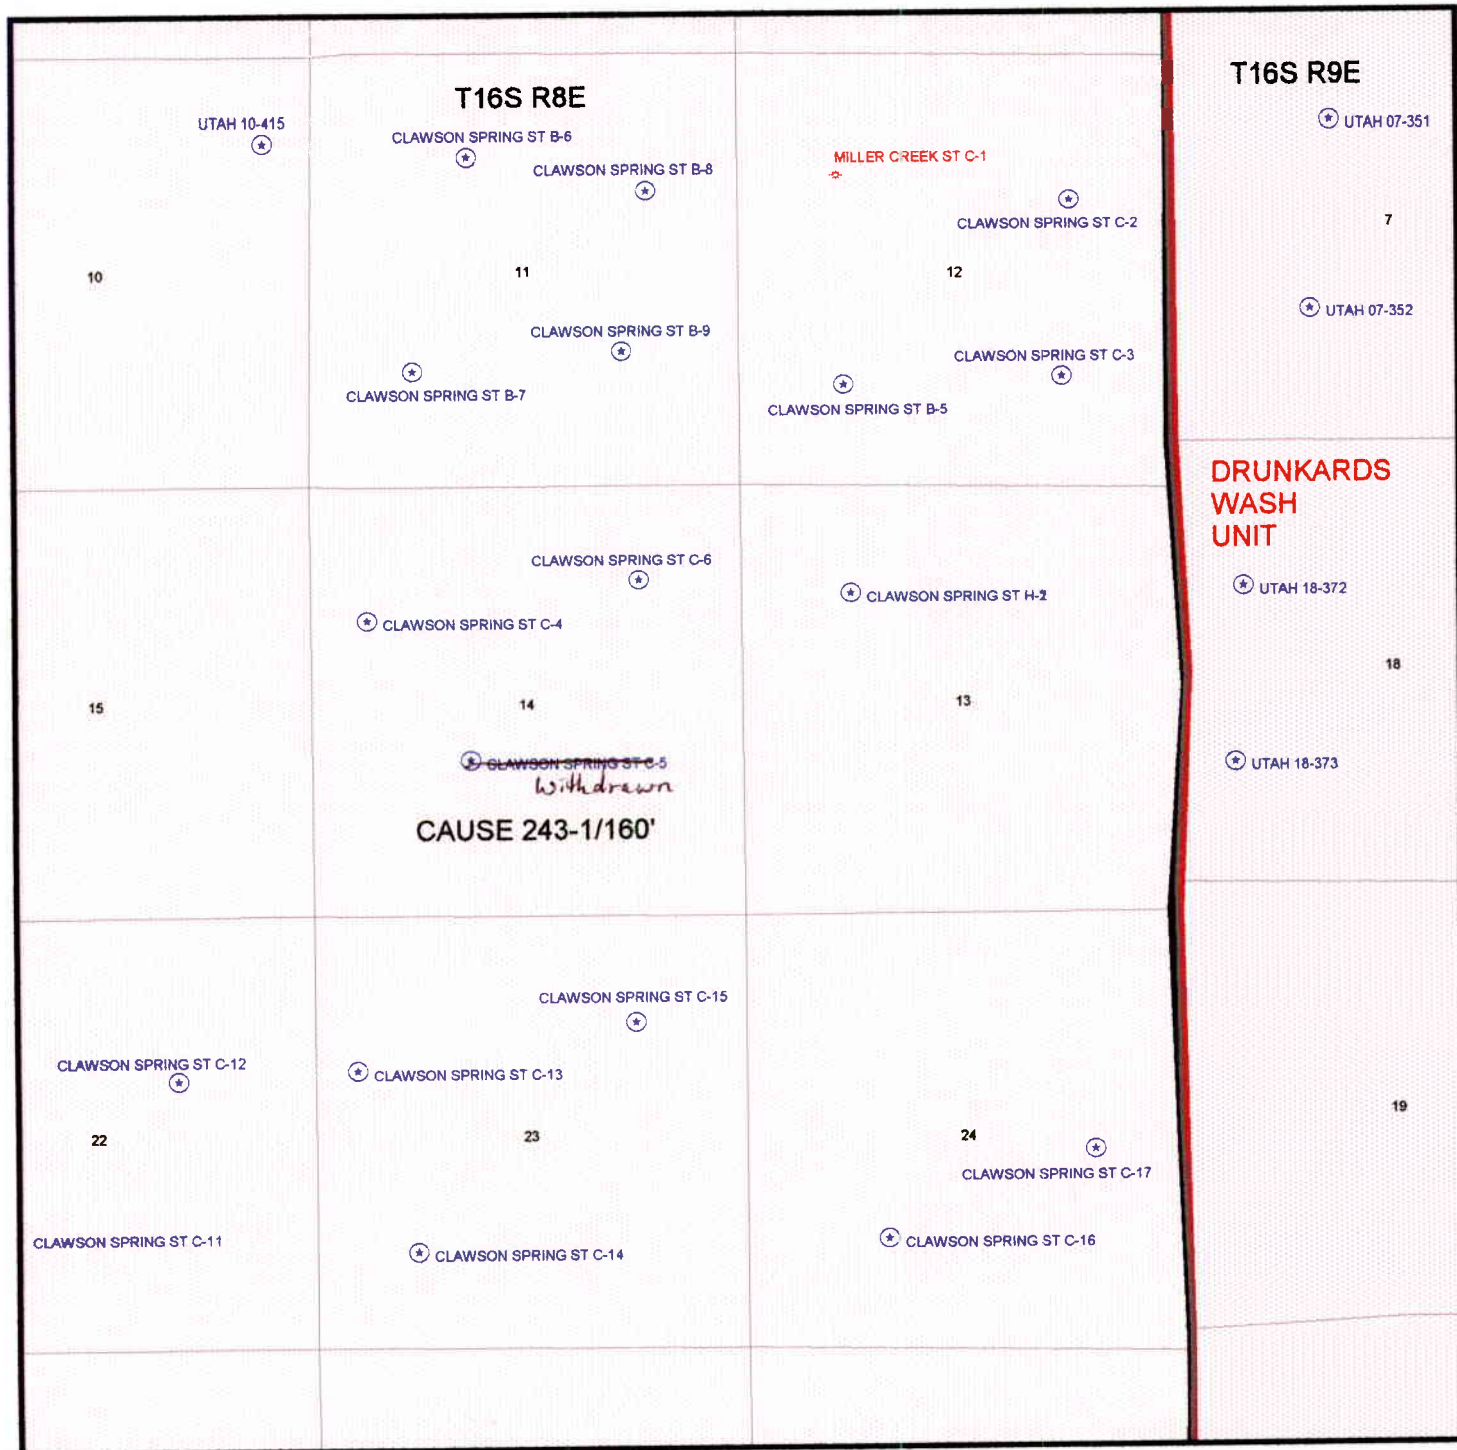 T16S R8E
T16S R9E
UTAH 10-415
CLAWSON SPRING ST B-6
CLAWSON SPRING ST B-8
MILLER CREEK ST C-1
CLAWSON SPRING ST C-2
UTAH 07-351
7
10
11
12
UTAH 07-352
CLAWSON SPRING ST B-9
CLAWSON SPRING ST B-7
CLAWSON SPRING ST C-3
CLAWSON SPRING ST B-5
DRUNKARDS
WASH
UNIT
CLAWSON SPRING ST C-6
CLAWSON SPRING ST C-4
CLAWSON SPRING ST H-2
UTAH 18-372
18
15
14
13
CLAWSON SPRING ST C-5
Withdrawn
UTAH 18-373
CAUSE 243-1/160'
CLAWSON SPRING ST C-15
CLAWSON SPRING ST C-12
CLAWSON SPRING ST C-13
19
22
23
24
CLAWSON SPRING ST C-17
CLAWSON SPRING ST C-11
CLAWSON SPRING ST C-14
CLAWSON SPRING ST C-16